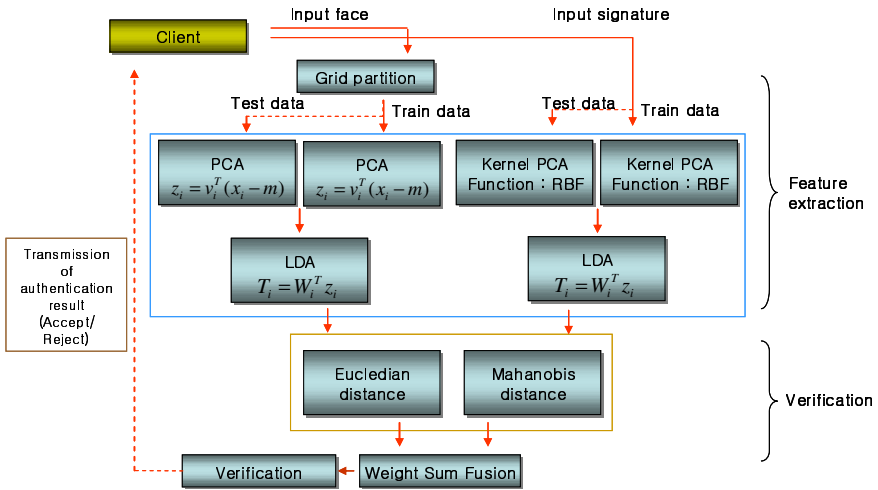 Input face
Input signature
Client
Grid partition
Test data
Train data
Test data
Train data
PCA
z_i = v_i^T (x_i − m)
PCA
z_i = v_i^T (x_i − m)
Kernel PCA
Function : RBF
Kernel PCA
Function : RBF
Feature
extraction
LDA
T_i = W_i^T z_i
LDA
T_i = W_i^T z_i
Transmission
of
authentication
result
(Accept/
Reject)
Eucledian
distance
Mahanobis
distance
Verification
Verification
Weight Sum Fusion